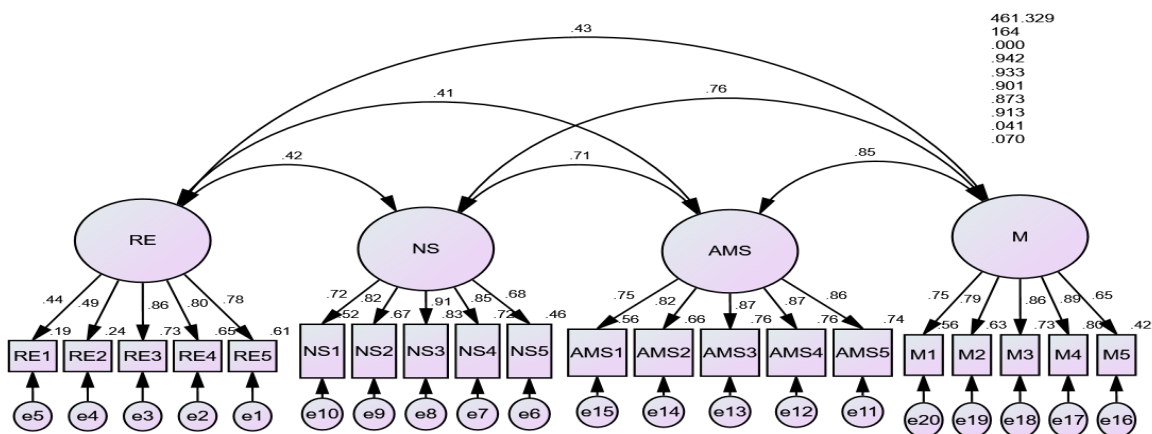 461.329
164
.000
.942
.933
.901
.873
.913
.041
.070
.43
.41
.76
.42
.71
.85
RE
NS
AMS
M
.44 .49 .86 .80 .78
.72 .82 .91 .85 .68
.75 .82 .87 .87 .86
.75 .79 .86 .89 .65
.19 .24 .73 .65 .61
.52 .67 .83 .72 .46
.56 .66 .76 .76 .74
.56 .63 .73 .80 .42
RE1 RE2 RE3 RE4 RE5
NS1 NS2 NS3 NS4 NS5
AMS1 AMS2 AMS3 AMS4 AMS5
M1 M2 M3 M4 M5
e5 e4 e3 e2 e1
e10 e9 e8 e7 e6
e15 e14 e13 e12 e11
e20 e19 e18 e17 e16